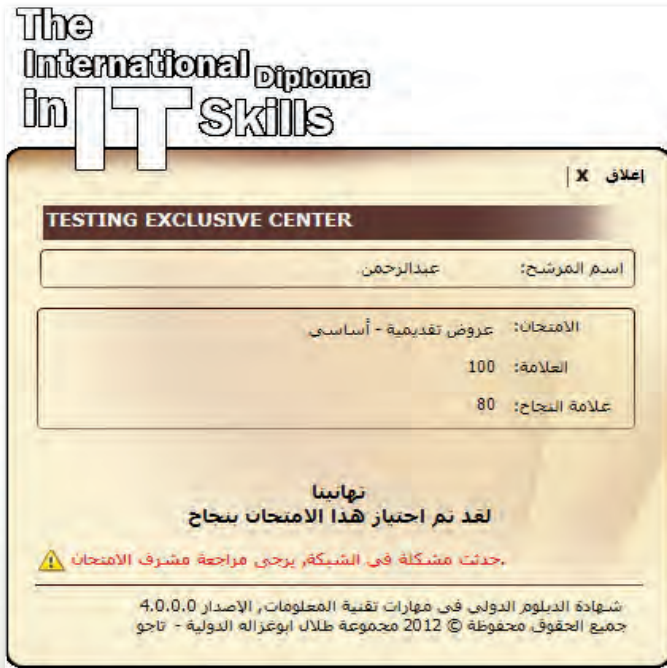 The
International Diploma
in IT Skills
إغلاق X
TESTING EXCLUSIVE CENTER
اسم المرشح: عبدالرحمن
الامتحان: عروض تقديمية - أساسي
العلامة: 100
علامة النجاح: 80
تهانينا
لقد تم اجتياز هذا الامتحان بنجاح
حدثت مشكلة في الشبكة, يرجى مراجعة مشرف الامتحان.
شهادة الدبلوم الدولي في مهارات تقنية المعلومات, الإصدار 4.0.0.0
جميع الحقوق محفوظة © 2012 مجموعة طلال ابوغزاله الدولية - تاجو